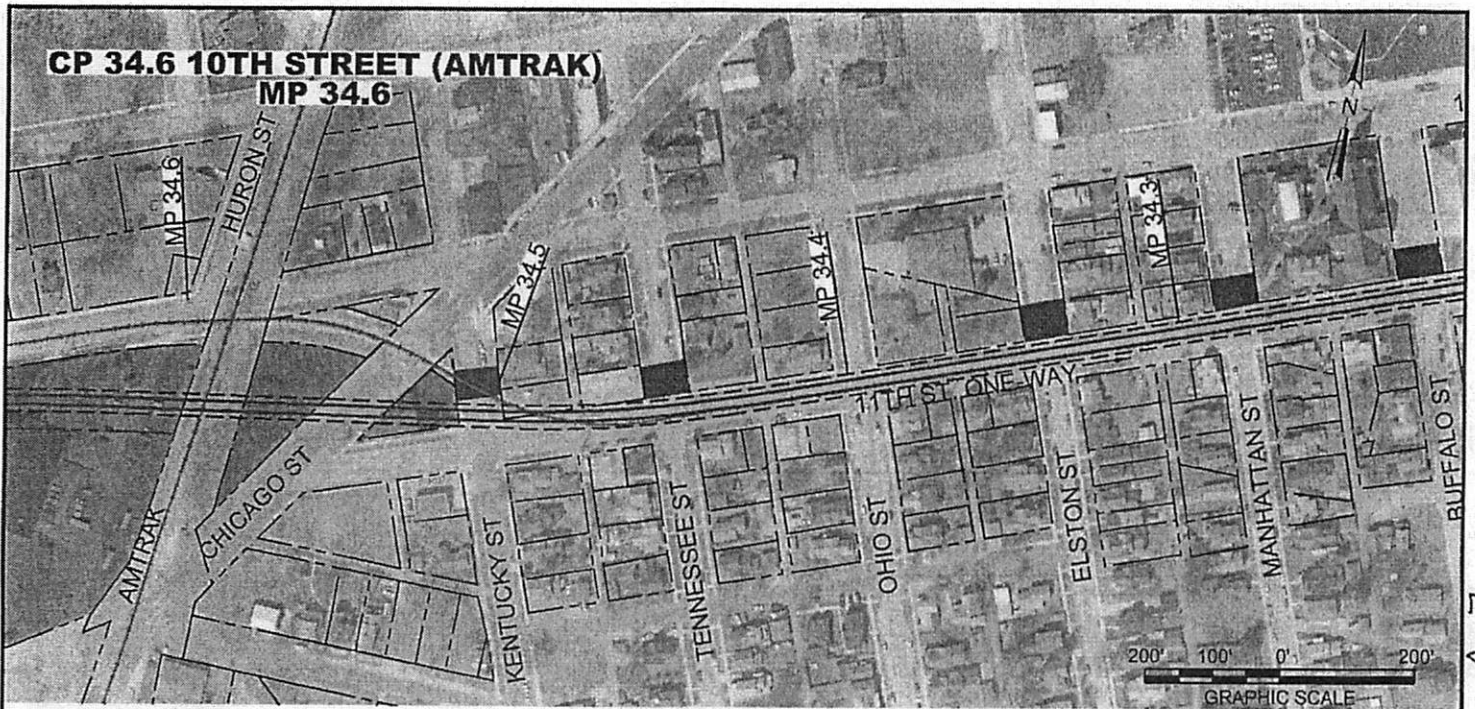 CP 34.6 10TH STREET (AMTRAK)
MP 34.6
MP 34.6
HURON ST
MP 34.5
MP 34.4
MP 34.3
N
1
11TH ST ONE-WAY
AMTRAK
CHICAGO ST
KENTUCKY ST
TENNESSEE ST
OHIO ST
ELSTON ST
MANHATTAN ST
BUFFALO ST
200' 100' 0' 200'
GRAPHIC SCALE